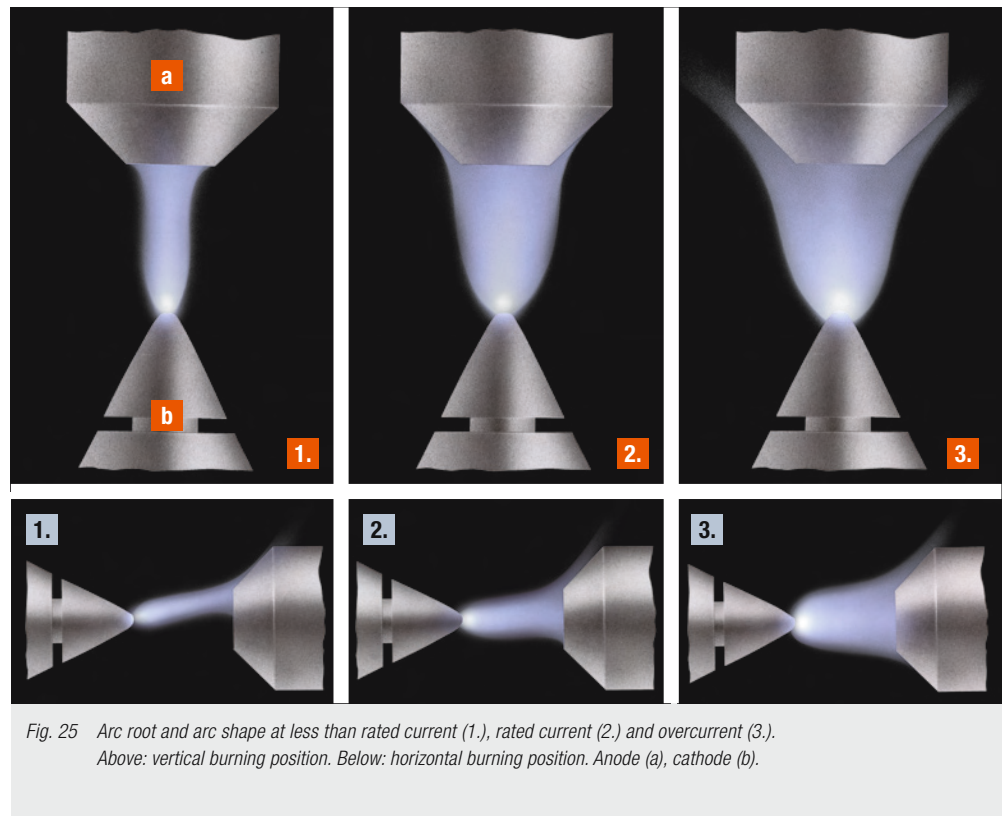 a
b
1.
2.
3.
1.
2.
3.
Fig. 25 Arc root and arc shape at less than rated current (1.), rated current (2.) and overcurrent (3.).
Above: vertical burning position. Below: horizontal burning position. Anode (a), cathode (b).